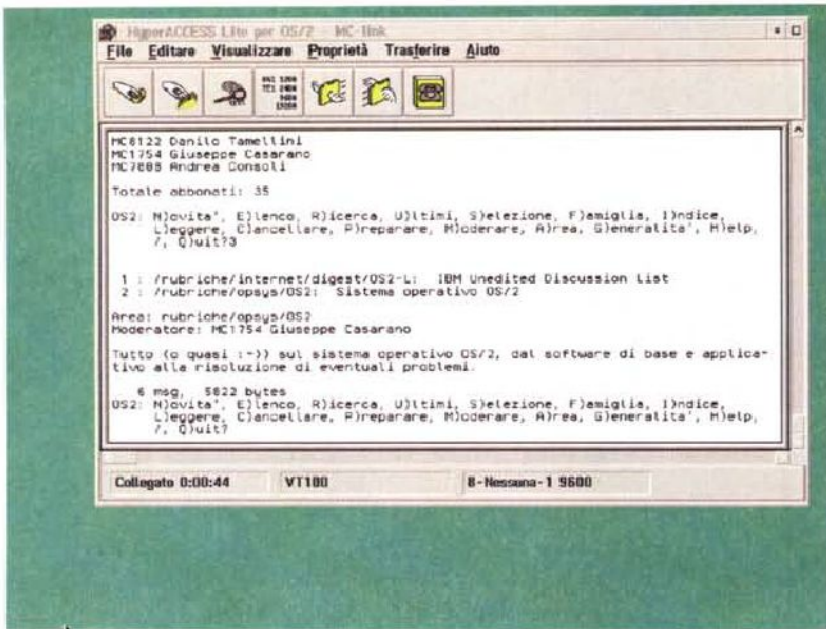 HyperACCESS Lite per OS/2 - MC-link
File Editare Visualizzare Proprietà Trasferire Aiuto
MC6122 Danilo Tamellini
MC1754 Giuseppe Casarano
Andrea Consoli
Totale abbonati: 35
OS2: N)ovita", E)lenco, R)icerca, U)ltimi, S)elezione, F)amiglia, I)ndice,
L)eggere, C)ancellare, P)reparare, M)oderare, A)rea, G)eneralita', H)elp,
?, Q)uit?3
1 : /rubriche/internet/digest/OS2-L: IBM Unedited Discussion List
2 : /rubriche/opsys/OS2: Sistema operativo OS/2
Area: rubriche/opsys/OS2
Moderatore: MC1754 Giuseppe Casarano
Tutto (o quasi :-)) sul sistema operativo OS/2, dal software di base e applica-
tivo alla risoluzione di eventuali problemi.
6 msg, 5822 bytes
OS2: N)ovita", E)lenco, R)icerca, U)ltimi, S)elezione, F)amiglia, I)ndice,
L)eggere, C)ancellare, P)reparare, M)oderare, A)rea, G)eneralita', H)elp,
?, Q)uit?
Collegato 0:00:44 VT100 8-Nessuna-1 9600